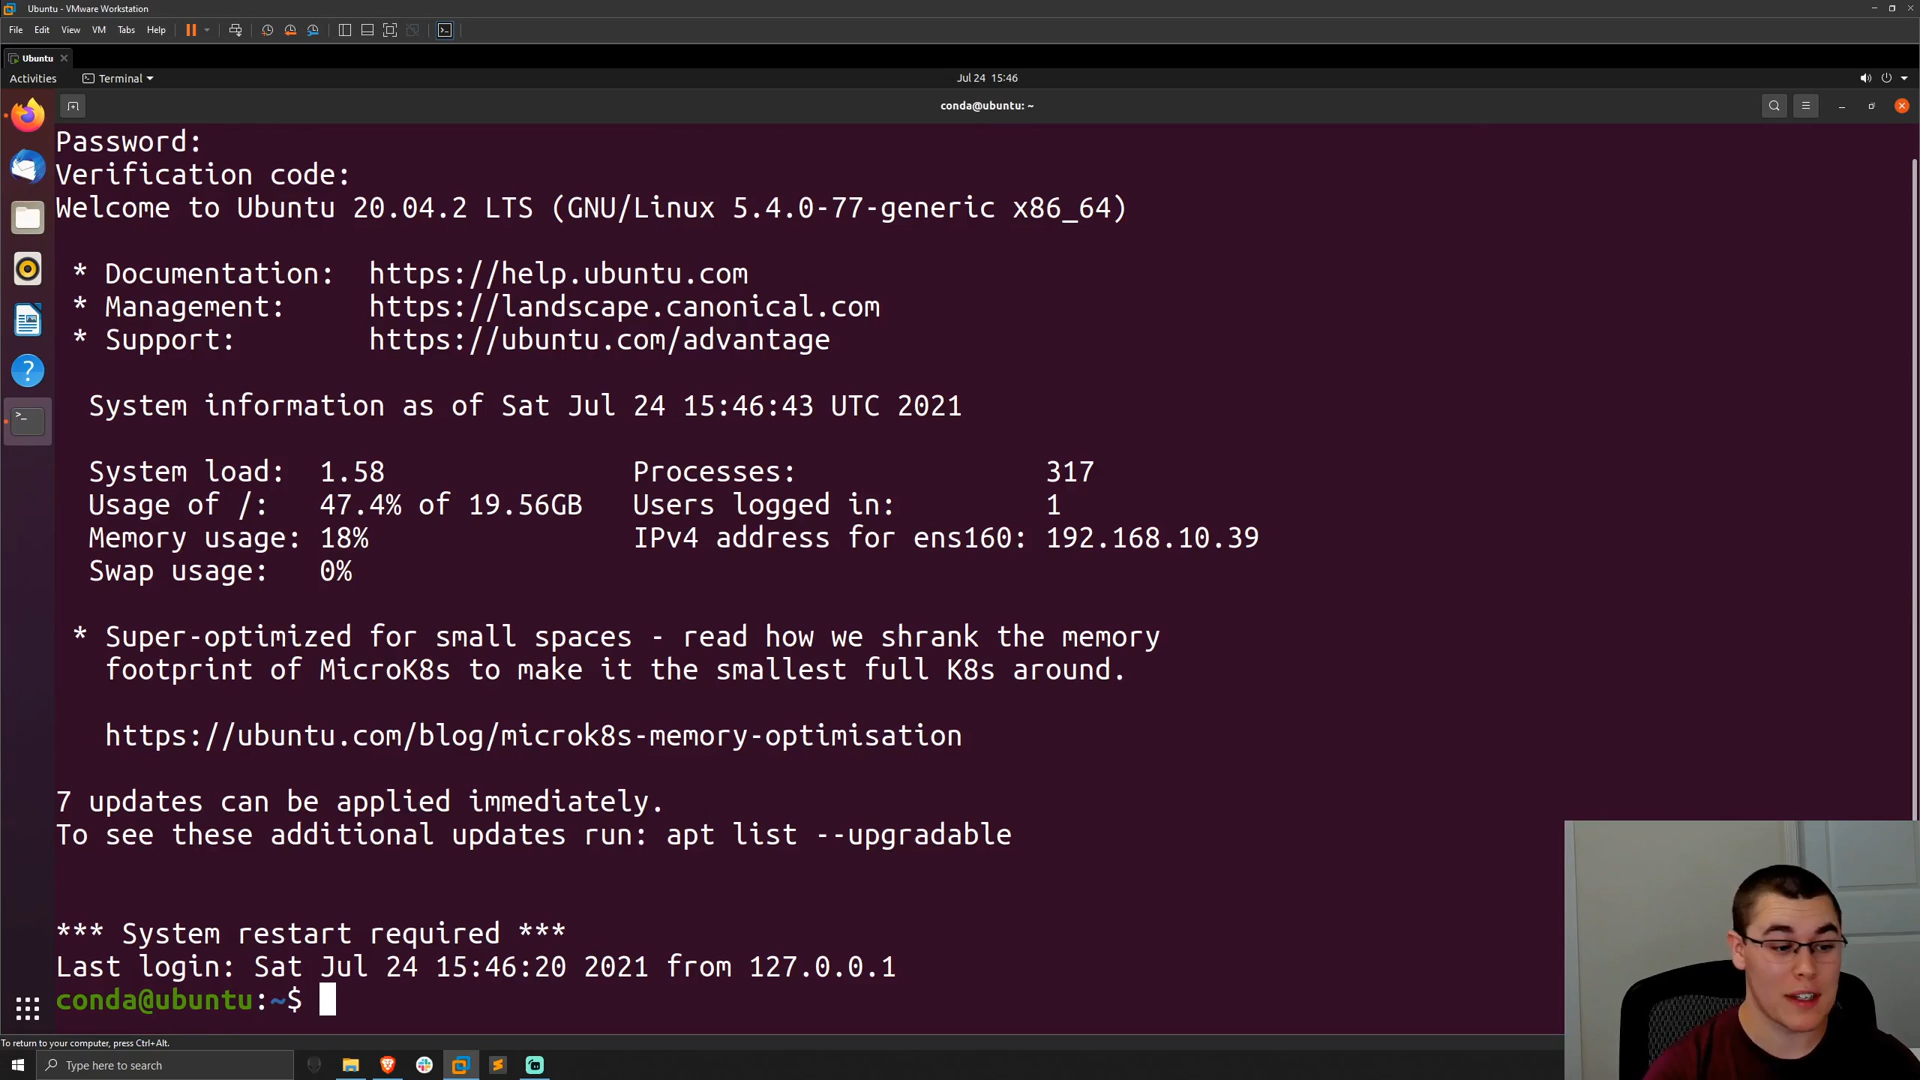 Ubuntu - VMware Workstation
File Edit View VM Tabs Help
Ubuntu
Activities Terminal Jul 24 15:46
conda@ubuntu: ~
Password:
Verification code:
Welcome to Ubuntu 20.04.2 LTS (GNU/Linux 5.4.0-77-generic x86_64)
* Documentation: https://help.ubuntu.com
* Management: https://landscape.canonical.com
* Support: https://ubuntu.com/advantage
System information as of Sat Jul 24 15:46:43 UTC 2021
System load: 1.58 Processes: 317
Usage of /: 47.4% of 19.56GB Users logged in: 1
Memory usage: 18% IPv4 address for ens160: 192.168.10.39
Swap usage: 0%
* Super-optimized for small spaces - read how we shrank the memory
footprint of MicroK8s to make it the smallest full K8s around.
https://ubuntu.com/blog/microk8s-memory-optimisation
7 updates can be applied immediately.
To see these additional updates run: apt list --upgradable
*** System restart required ***
Last login: Sat Jul 24 15:46:20 2021 from 127.0.0.1
conda@ubuntu:~$
To return to your computer, press Ctrl+Alt.
Type here to search